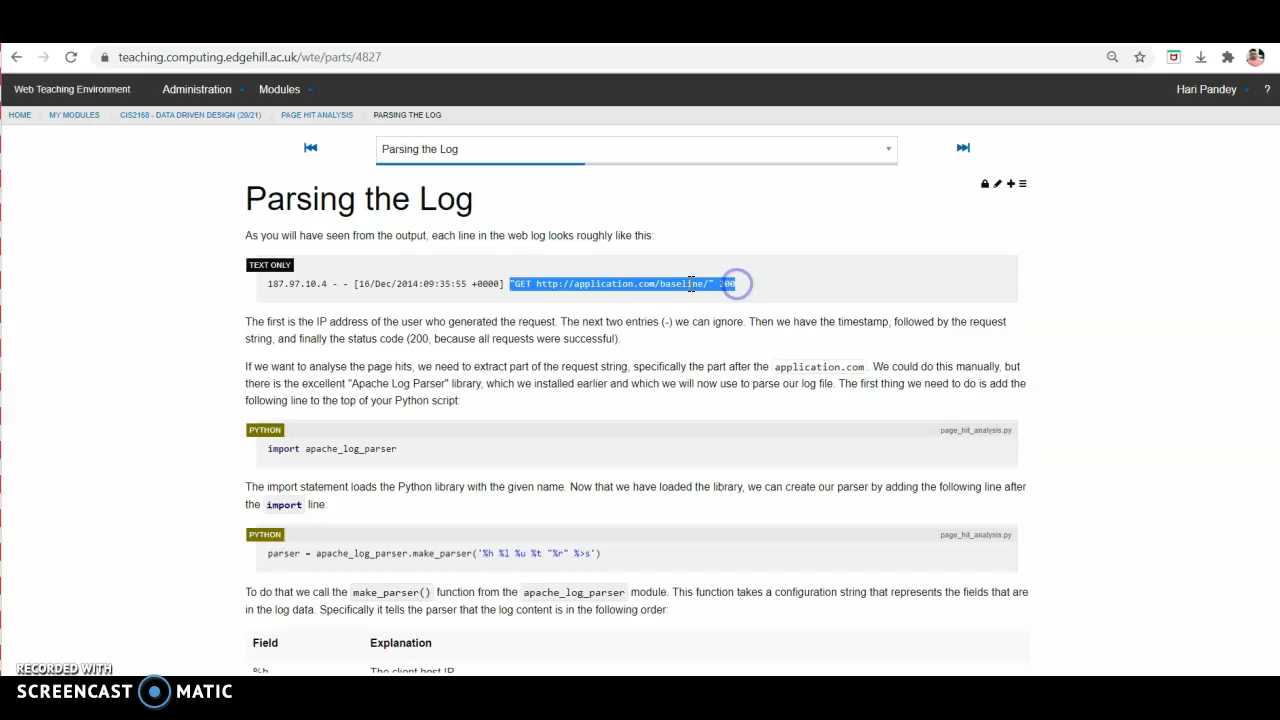 teaching.computing.edgehill.ac.uk/wte/parts/4827
Web Teaching Environment Administration Modules Hari Pandey ?
HOME MY MODULES CIS2168 - DATA DRIVEN DESIGN (20/21) PAGE HIT ANALYSIS PARSING THE LOG
Parsing the Log
Parsing the Log
As you will have seen from the output, each line in the web log looks roughly like this:
TEXT ONLY
187.97.10.4 - - [16/Dec/2014:09:35:55 +0000] "GET http://application.com/baseline/" 200
The first is the IP address of the user who generated the request. The next two entries (-) we can ignore. Then we have the timestamp, followed by the request
string, and finally the status code (200, because all requests were successful).
If we want to analyse the page hits, we need to extract part of the request string, specifically the part after the application.com. We could do this manually, but
there is the excellent "Apache Log Parser" library, which we installed earlier and which we will now use to parse our log file. The first thing we need to do is add the
following line to the top of your Python script:
PYTHON page_hit_analysis.py
import apache_log_parser
The import statement loads the Python library with the given name. Now that we have loaded the library, we can create our parser by adding the following line after
the import line:
PYTHON page_hit_analysis.py
parser = apache_log_parser.make_parser('%h %l %u %t "%r" %>s')
To do that we call the make_parser() function from the apache_log_parser module. This function takes a configuration string that represents the fields that are
in the log data. Specifically it tells the parser that the log content is in the following order:
Field Explanation
%h The client host IP
RECORDED WITH
SCREENCAST MATIC